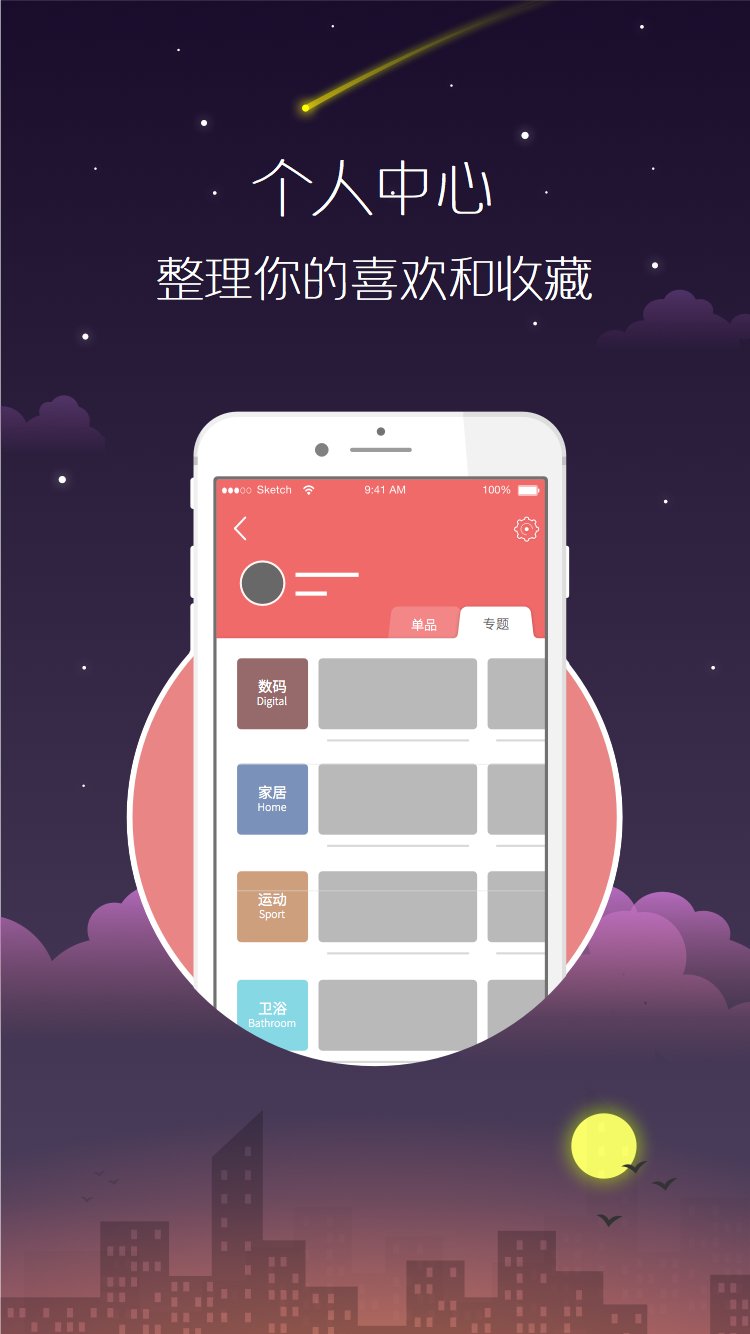 个人中心
整理你的喜欢和收藏
Sketch 9:41 AM 100%
单品 专题
数码
Digital
家居
Home
运动
Sport
卫浴
Bathroom